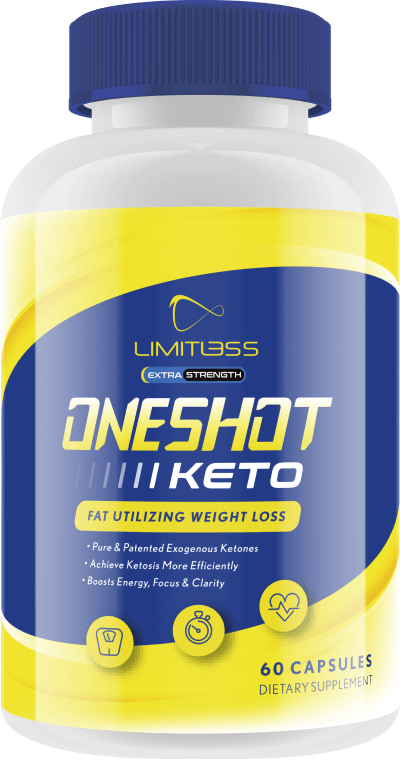 LIMITLESS
EXTRA STRENGTH
ONESHOT
KETO
FAT UTILIZING WEIGHT LOSS
• Pure & Patented Exogenous Ketones
• Achieve Ketosis More Efficiently
• Boosts Energy, Focus & Clarity
60 CAPSULES
DIETARY SUPPLEMENT